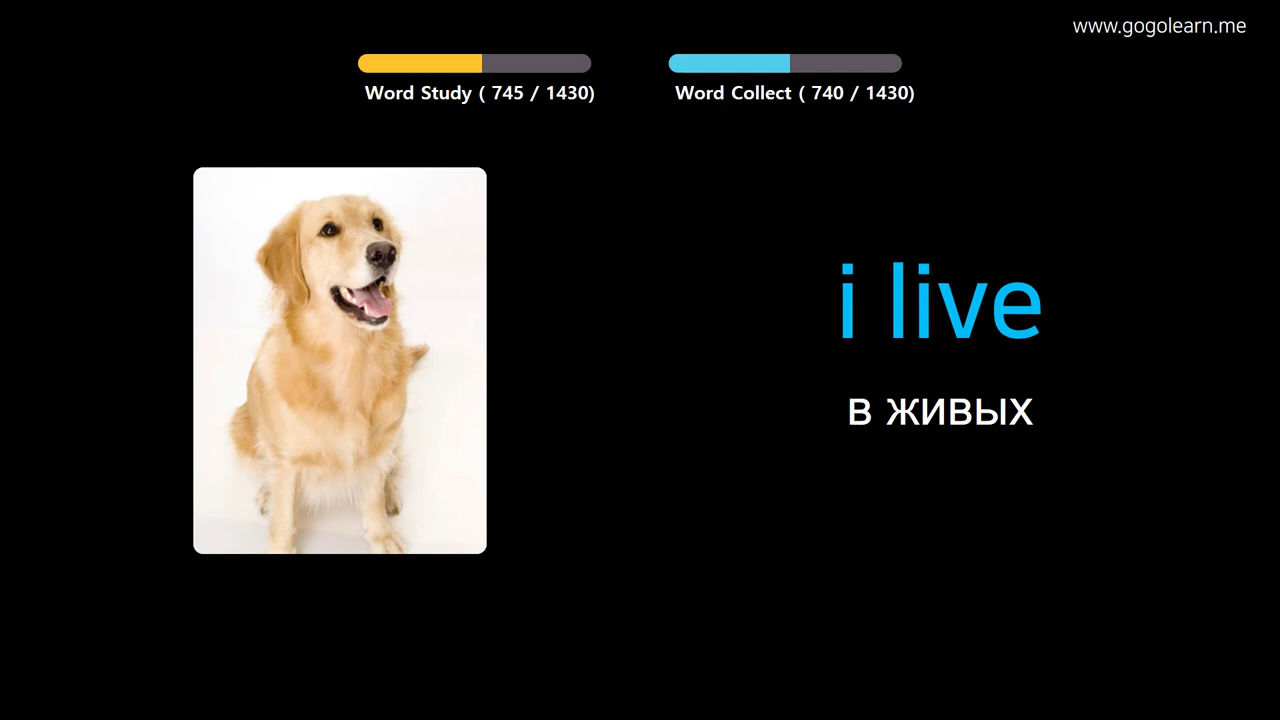 www.gogolearn.me
Word Study ( 745 / 1430)
Word Collect ( 740 / 1430)
i live
в живых